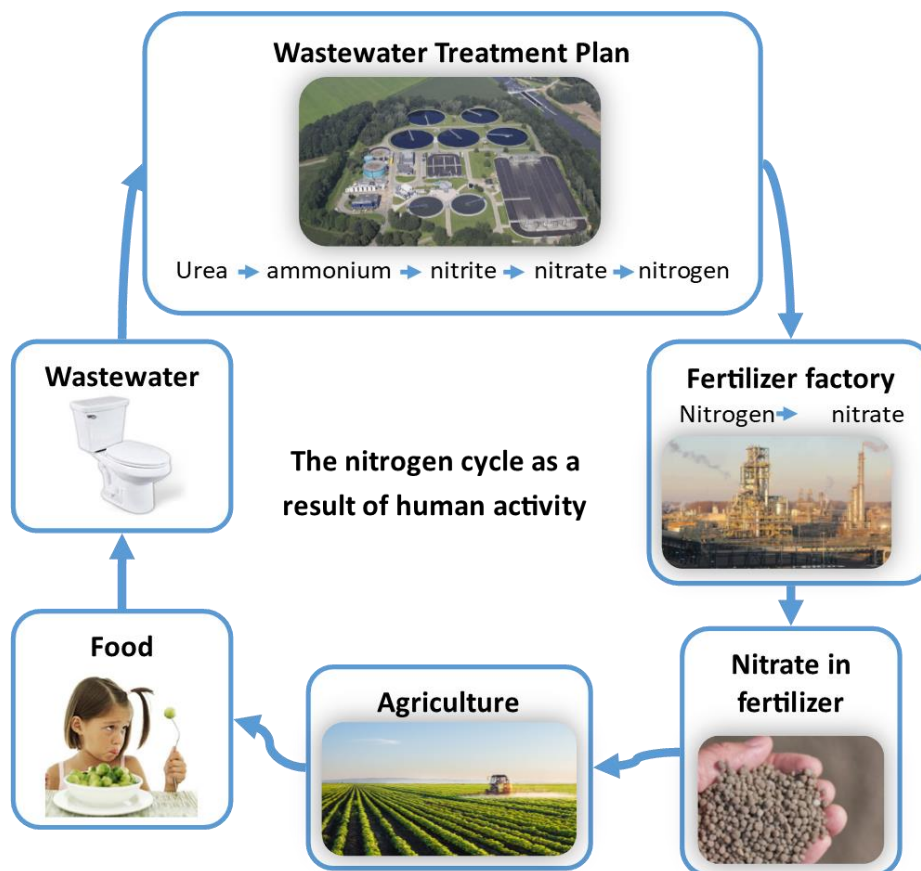 Wastewater Treatment Plan
Urea ammonium nitrite nitrate nitrogen
Wastewater
Fertilizer factory
Nitrogen nitrate
The nitrogen cycle as a
result of human activity
Food
Agriculture
Nitrate in
fertilizer